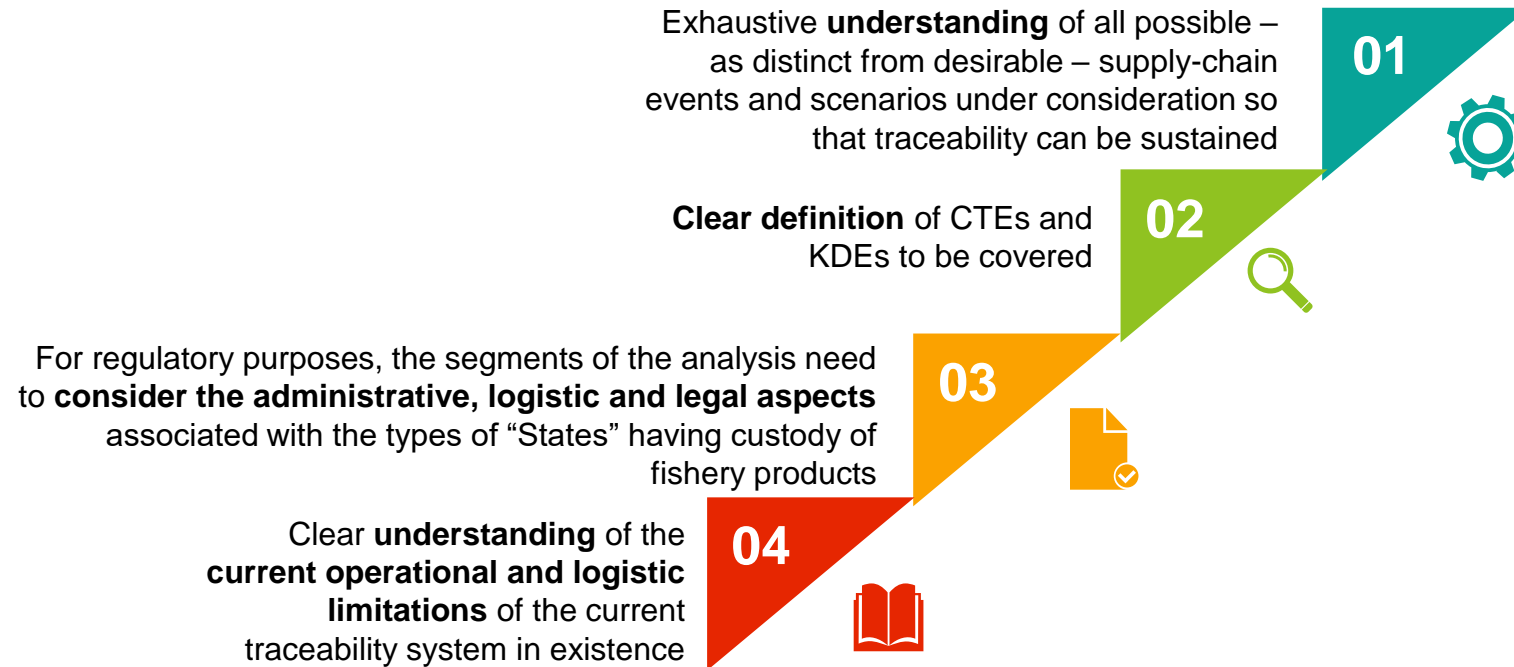 Exhaustive understanding of all possible –
as distinct from desirable – supply-chain
events and scenarios under consideration so
that traceability can be sustained
01
Clear definition of CTEs and
KDEs to be covered
02
For regulatory purposes, the segments of the analysis need
to consider the administrative, logistic and legal aspects
associated with the types of “States” having custody of
fishery products
03
Clear understanding of the
current operational and logistic
limitations of the current
traceability system in existence
04